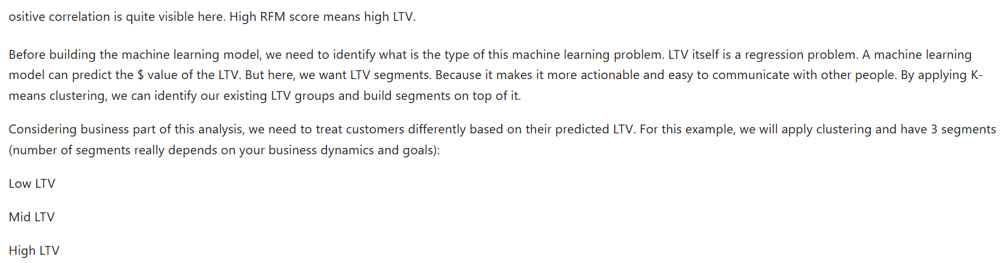 ositive correlation is quite visible here. High RFM score means high LTV.
Before building the machine learning model, we need to identify what is the type of this machine learning problem. LTV itself is a regression problem. A machine learning
model can predict the $ value of the LTV. But here, we want LTV segments. Because it makes it more actionable and easy to communicate with other people. By applying K-
means clustering, we can identify our existing LTV groups and build segments on top of it.
Considering business part of this analysis, we need to treat customers differently based on their predicted LTV. For this example, we will apply clustering and have 3 segments
(number of segments really depends on your business dynamics and goals):
Low LTV
Mid LTV
High LTV